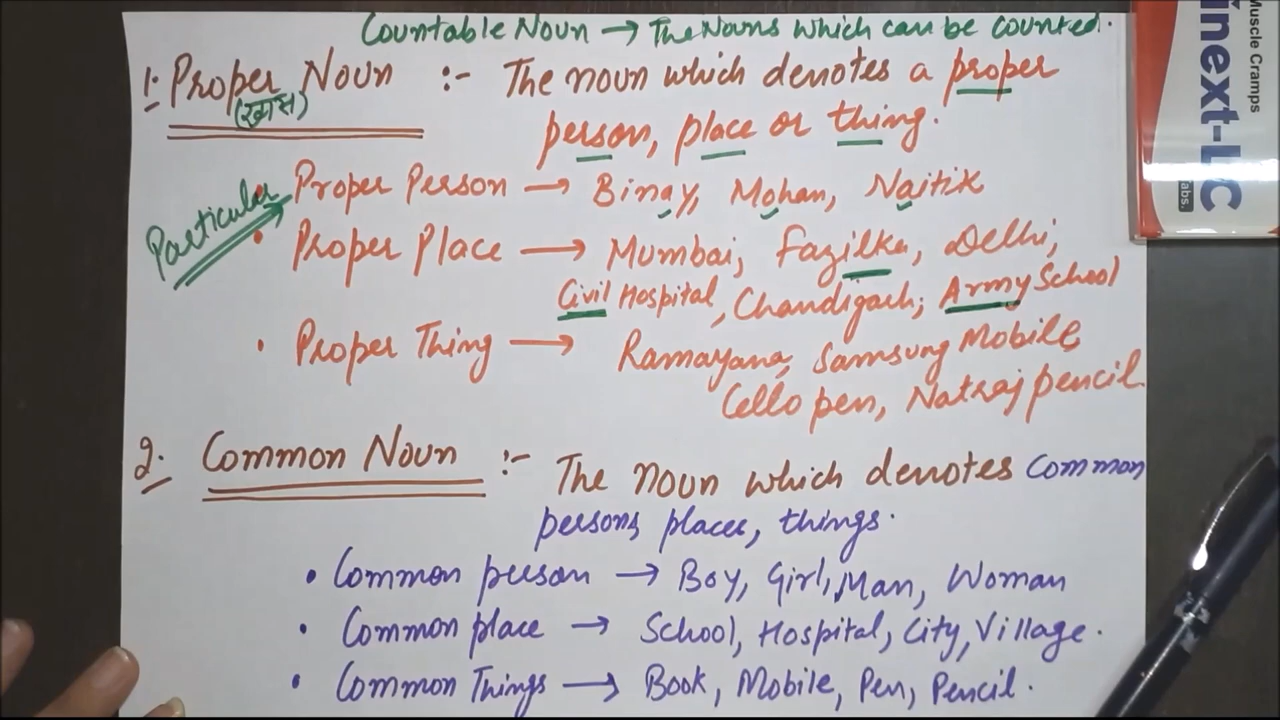 Countable Noun → The Nouns which can be counted.
1:- Proper Noun :- The noun which denotes a proper
(खास)
person, place or thing.
Particular
Proper Person → Binay, Mohan, Naitik
• Proper Place → Mumbai, Fazilka, Delhi,
Civil Hospital, Chandigarh, Army School
• Proper Thing → Ramayana, Samsung Mobile,
Cello pen, Natraj pencil.
2. Common Noun :- The noun which denotes Common
persons, places, things.
• Common person → Boy, Girl, Man, Woman
• Common place → School, Hospital, City, Village.
• Common Things → Book, Mobile, Pen, Pencil.
Muscle Cramps